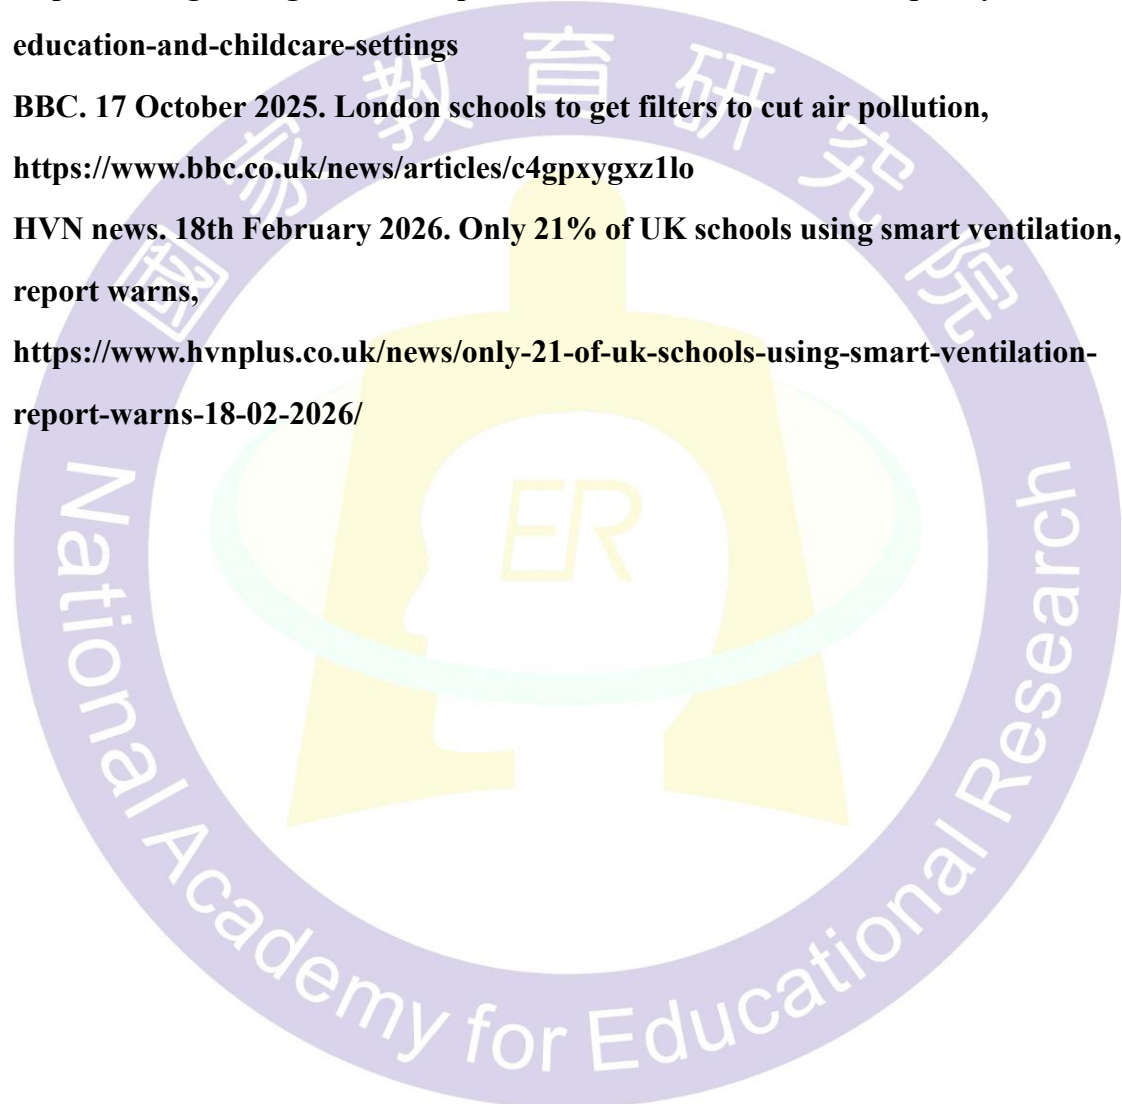 education-and-childcare-settings
BBC. 17 October 2025. London schools to get filters to cut air pollution,
https://www.bbc.co.uk/news/articles/c4gpxygxz1lo
HVN news. 18th February 2026. Only 21% of UK schools using smart ventilation,
report warns,
https://www.hvnplus.co.uk/news/only-21-of-uk-schools-using-smart-ventilation-
report-warns-18-02-2026/
國家教育研究院
ER
National Academy for Educational Research